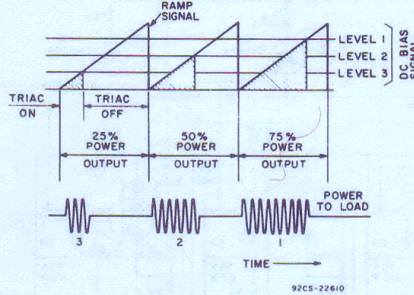 RAMP
SIGNAL
LEVEL 1
LEVEL 2
LEVEL 3
DC BIAS
SIGNAL
TRIAC
ON
TRIAC
OFF
25%
POWER
OUTPUT
50%
POWER
OUTPUT
75%
POWER
OUTPUT
POWER
TO LOAD
3
2
1
TIME
92CS-22610